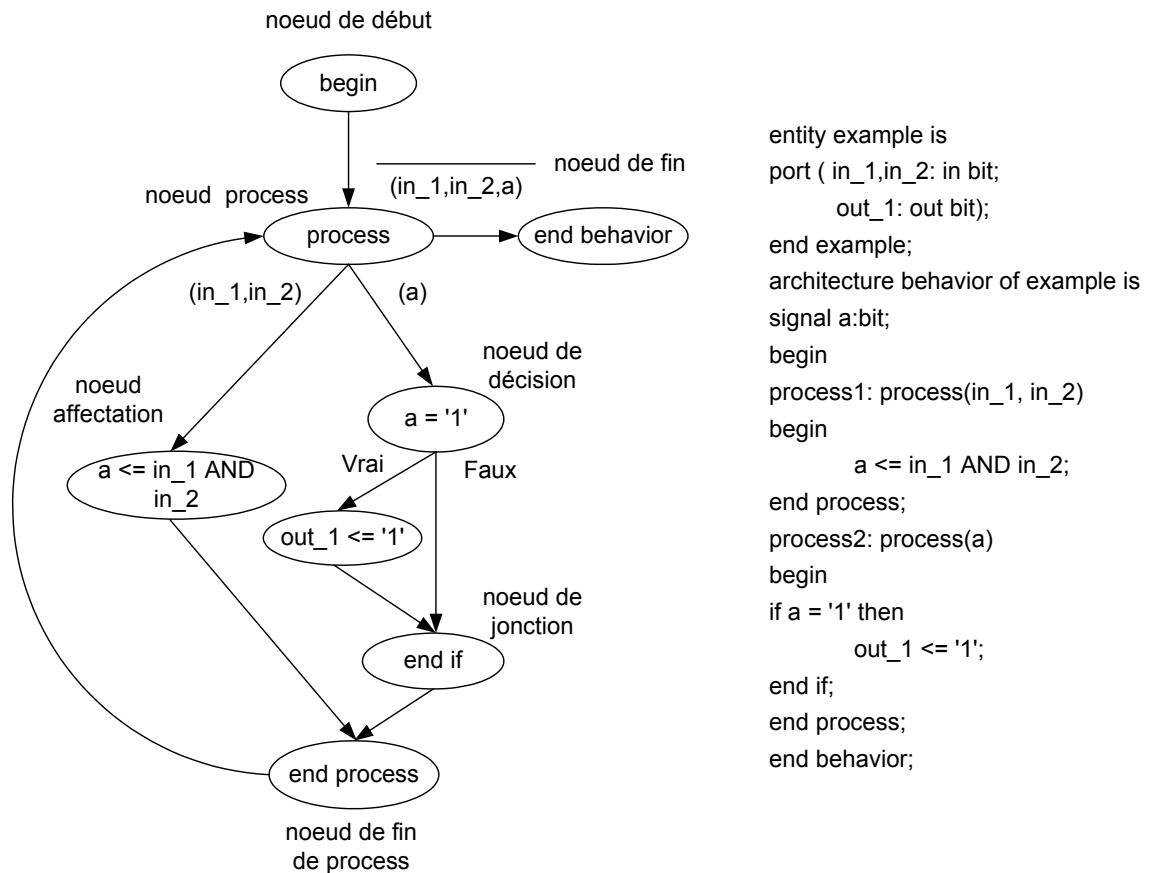 noeud de début
begin
noeud de fin
(in_1,in_2,a)
noeud process
process
end behavior
(in_1,in_2)
(a)
noeud de
décision
noeud
affectation
a = '1'
Vrai
Faux
a <= in_1 AND
in_2
out_1 <= '1'
noeud de
jonction
end if
end process
noeud de fin
de process
entity example is
port ( in_1,in_2: in bit;
out_1: out bit);
end example;
architecture behavior of example is
signal a:bit;
begin
process1: process(in_1, in_2)
begin
a <= in_1 AND in_2;
end process;
process2: process(a)
begin
if a = '1' then
out_1 <= '1';
end if;
end process;
end behavior;